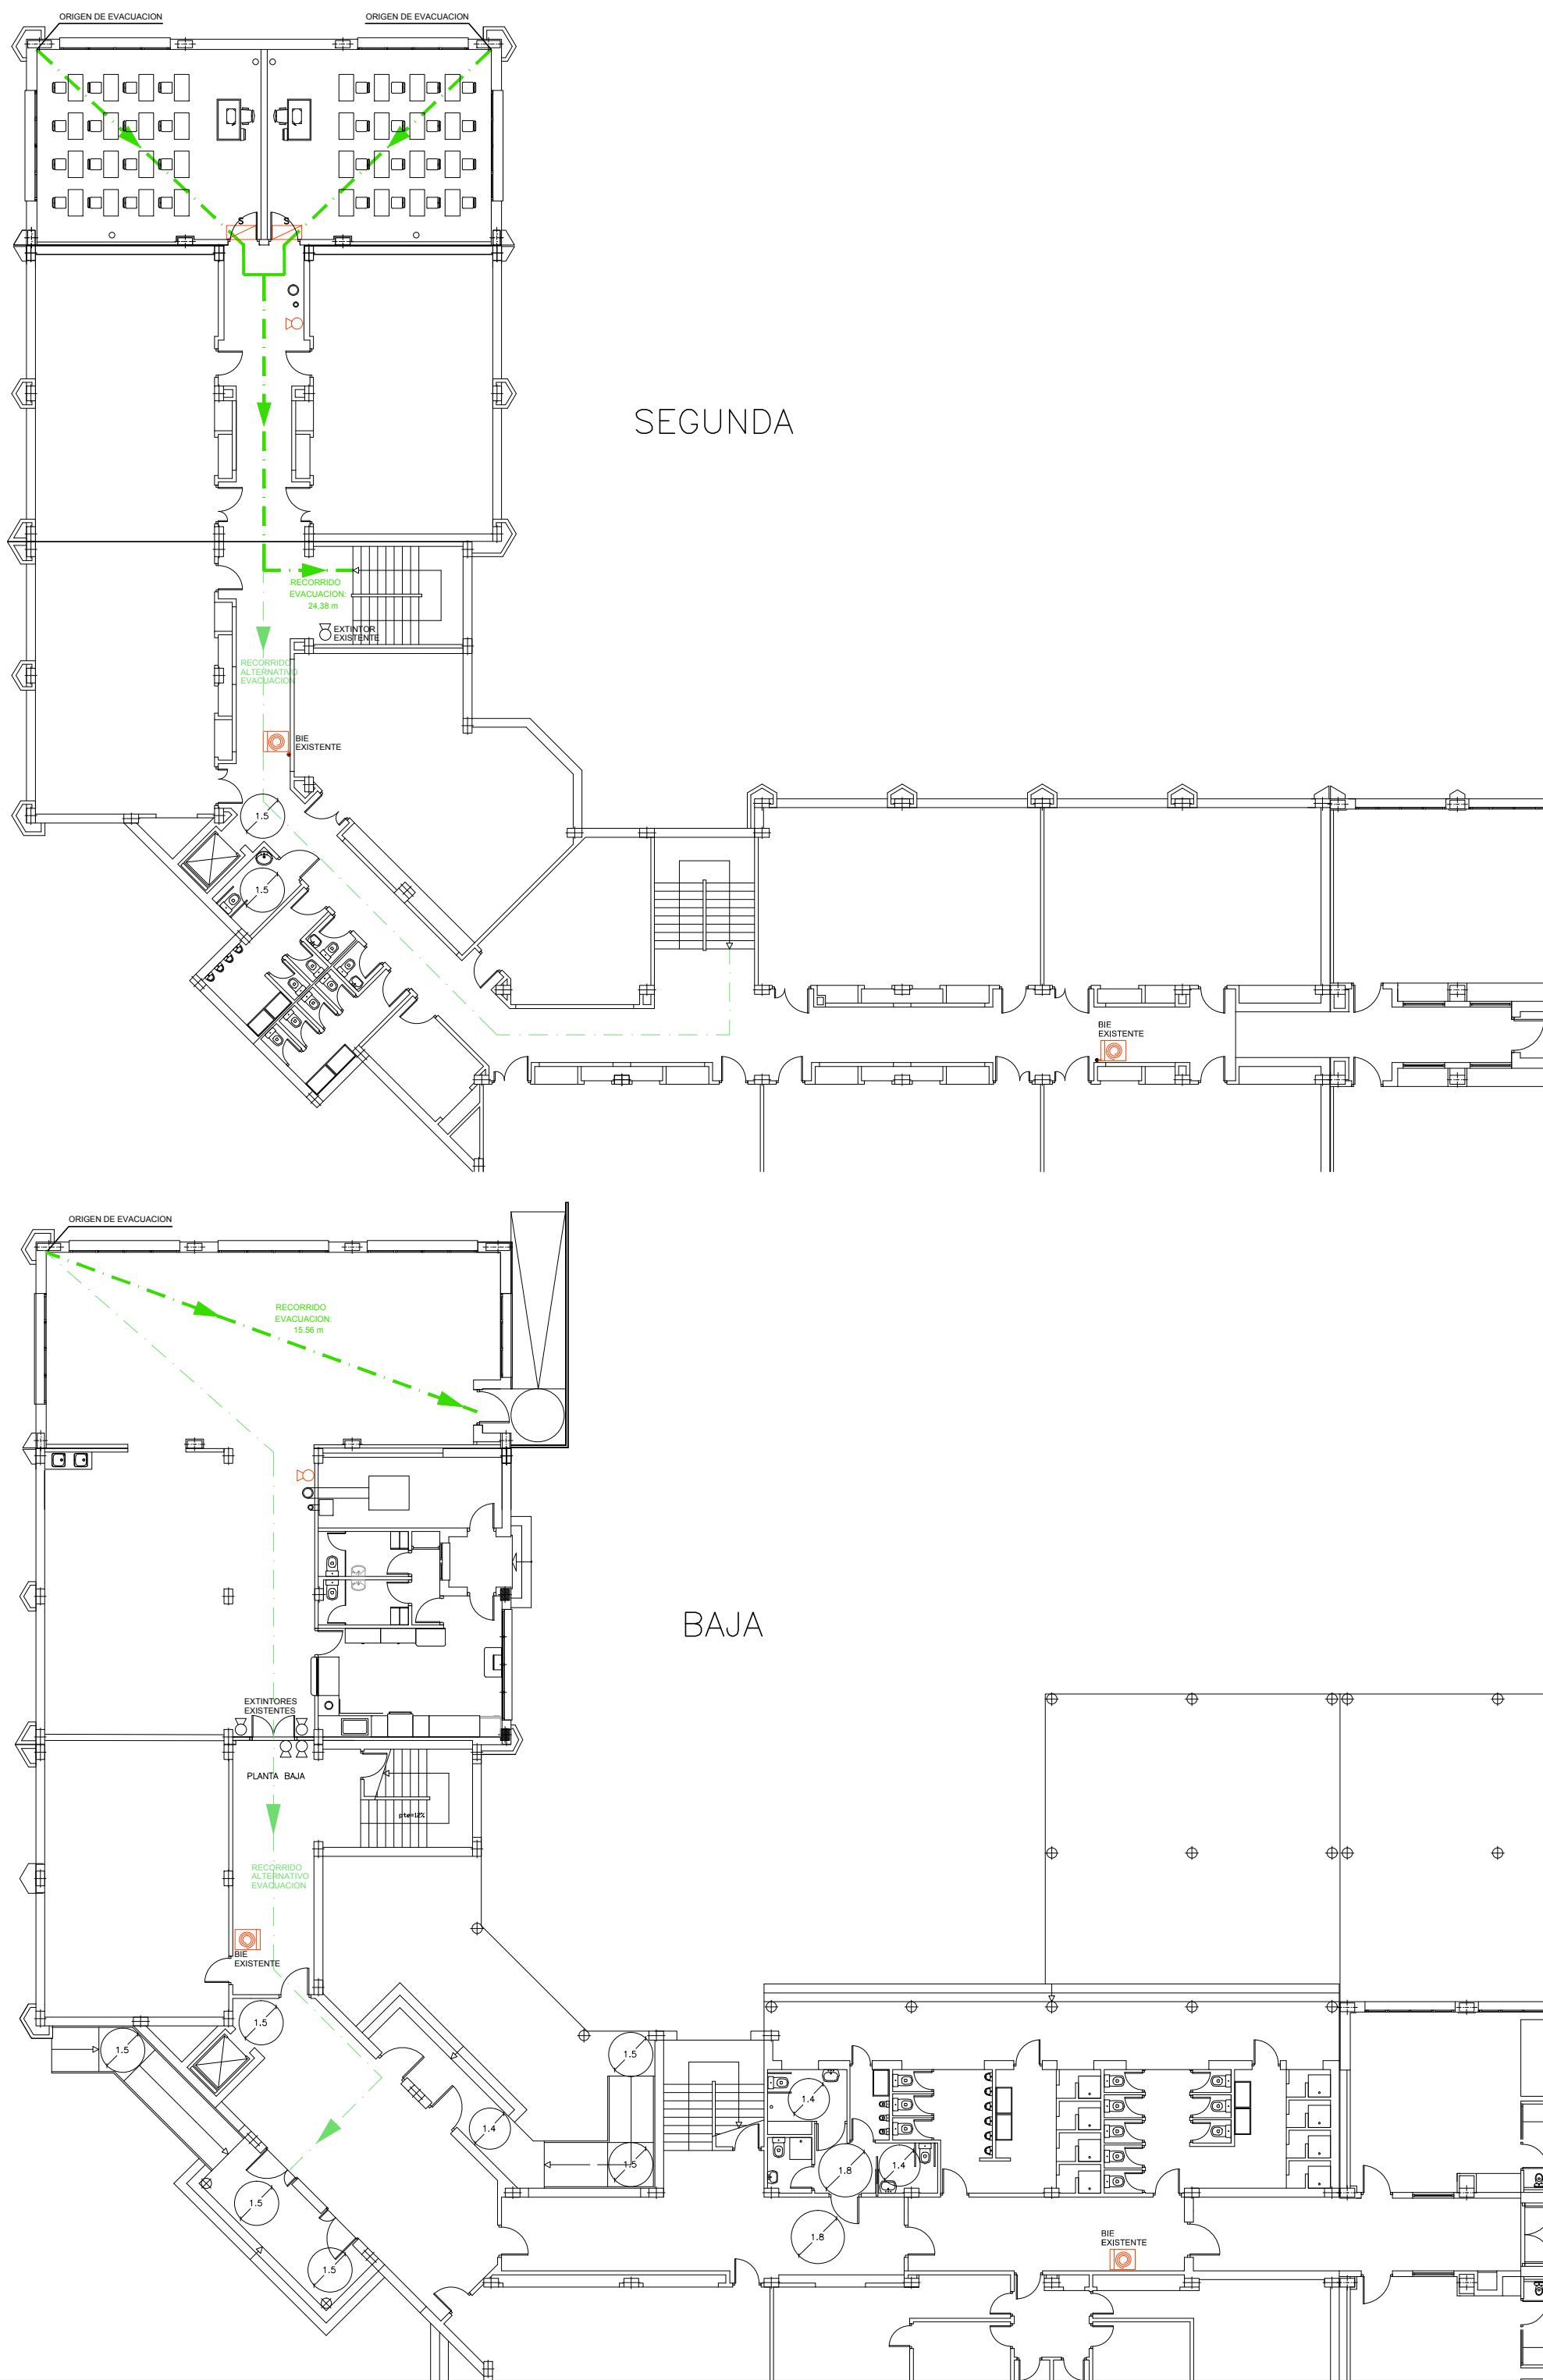 ORIGEN DE EVACUACION
ORIGEN DE EVACUACION
S
S
SEGUNDA
RECORRIDO
EVACUACION:
24,38 m
EXTINTOR
EXISTENTE
RECORRIDO
ALTERNATIVO
EVACUACION
BIE
EXISTENTE
1.5
1.5
BIE
EXISTENTE
ORIGEN DE EVACUACION
RECORRIDO
EVACUACION:
15.56 m
BAJA
EXTINTORES
EXISTENTES
PLANTA BAJA
pte=12%
RECORRIDO
ALTERNATIVO
EVACUACION
BIE
EXISTENTE
1.5
1.5
1.5
1.4
1.4
1.5
1.8
1.4
1.5
1.8
BIE
EXISTENTE
1.5